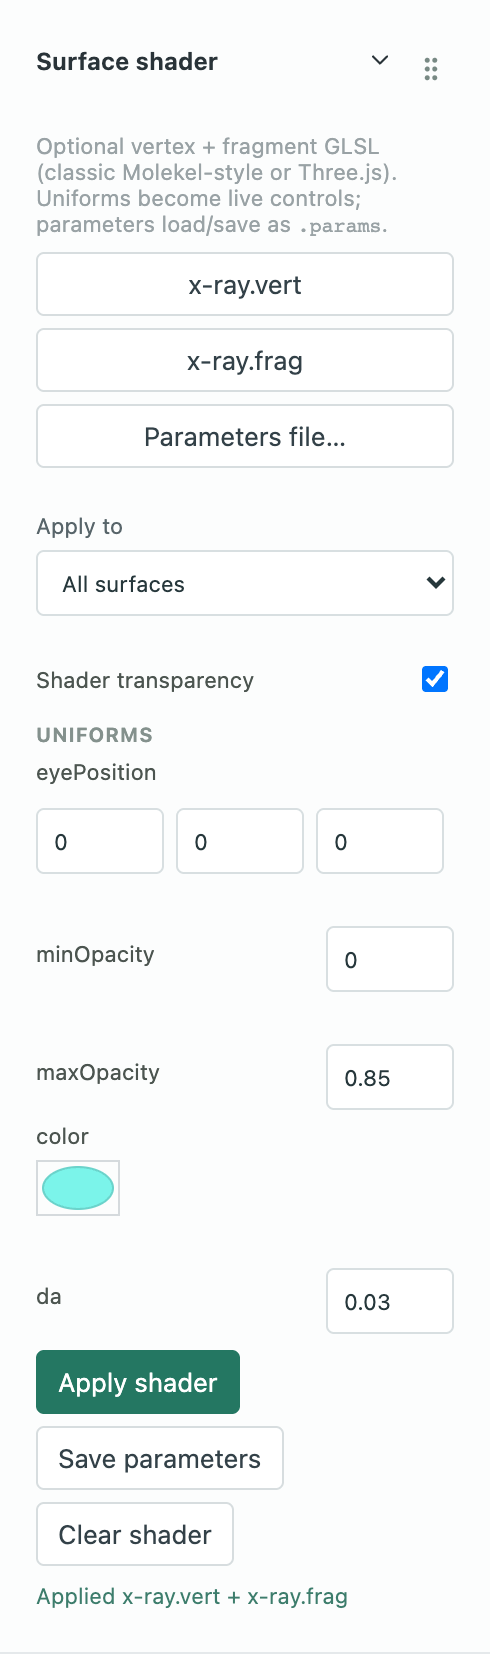 Surface shader
Optional vertex + fragment GLSL
(classic Molekel-style or Three.js).
Uniforms become live controls;
parameters load/save as .params.
x-ray.vert
x-ray.frag
Parameters file...
Apply to
All surfaces
Shader transparency
UNIFORMS
eyePosition
0 0 0
minOpacity 0
maxOpacity 0.85
color
da 0.03
Apply shader
Save parameters
Clear shader
Applied x-ray.vert + x-ray.frag